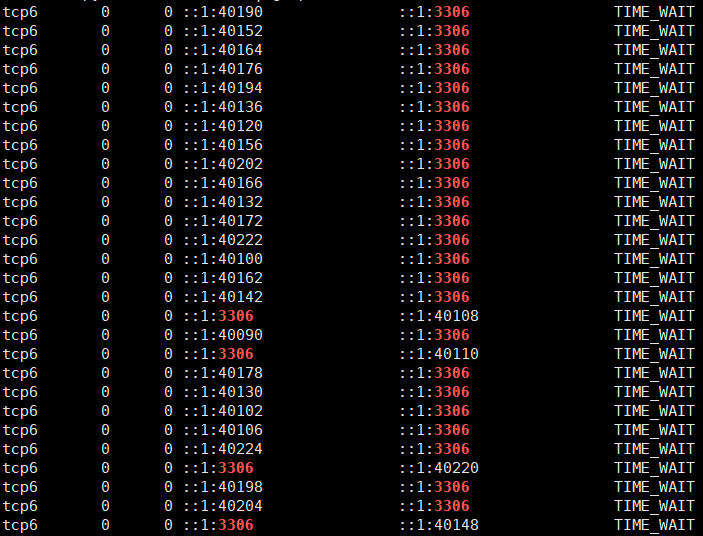 tcp6 0 0 ::1:40190 ::1:3306 TIME_WAIT
tcp6 0 0 ::1:40152 ::1:3306 TIME_WAIT
tcp6 0 0 ::1:40164 ::1:3306 TIME_WAIT
tcp6 0 0 ::1:40176 ::1:3306 TIME_WAIT
tcp6 0 0 ::1:40194 ::1:3306 TIME_WAIT
tcp6 0 0 ::1:40136 ::1:3306 TIME_WAIT
tcp6 0 0 ::1:40120 ::1:3306 TIME_WAIT
tcp6 0 0 ::1:40156 ::1:3306 TIME_WAIT
tcp6 0 0 ::1:40202 ::1:3306 TIME_WAIT
tcp6 0 0 ::1:40166 ::1:3306 TIME_WAIT
tcp6 0 0 ::1:40132 ::1:3306 TIME_WAIT
tcp6 0 0 ::1:40172 ::1:3306 TIME_WAIT
tcp6 0 0 ::1:40222 ::1:3306 TIME_WAIT
tcp6 0 0 ::1:40100 ::1:3306 TIME_WAIT
tcp6 0 0 ::1:40162 ::1:3306 TIME_WAIT
tcp6 0 0 ::1:40142 ::1:3306 TIME_WAIT
tcp6 0 0 ::1:3306 ::1:40108 TIME_WAIT
tcp6 0 0 ::1:40090 ::1:3306 TIME_WAIT
tcp6 0 0 ::1:3306 ::1:40110 TIME_WAIT
tcp6 0 0 ::1:40178 ::1:3306 TIME_WAIT
tcp6 0 0 ::1:40130 ::1:3306 TIME_WAIT
tcp6 0 0 ::1:40102 ::1:3306 TIME_WAIT
tcp6 0 0 ::1:40106 ::1:3306 TIME_WAIT
tcp6 0 0 ::1:40224 ::1:3306 TIME_WAIT
tcp6 0 0 ::1:3306 ::1:40220 TIME_WAIT
tcp6 0 0 ::1:40198 ::1:3306 TIME_WAIT
tcp6 0 0 ::1:40204 ::1:3306 TIME_WAIT
tcp6 0 0 ::1:3306 ::1:40148 TIME_WAIT